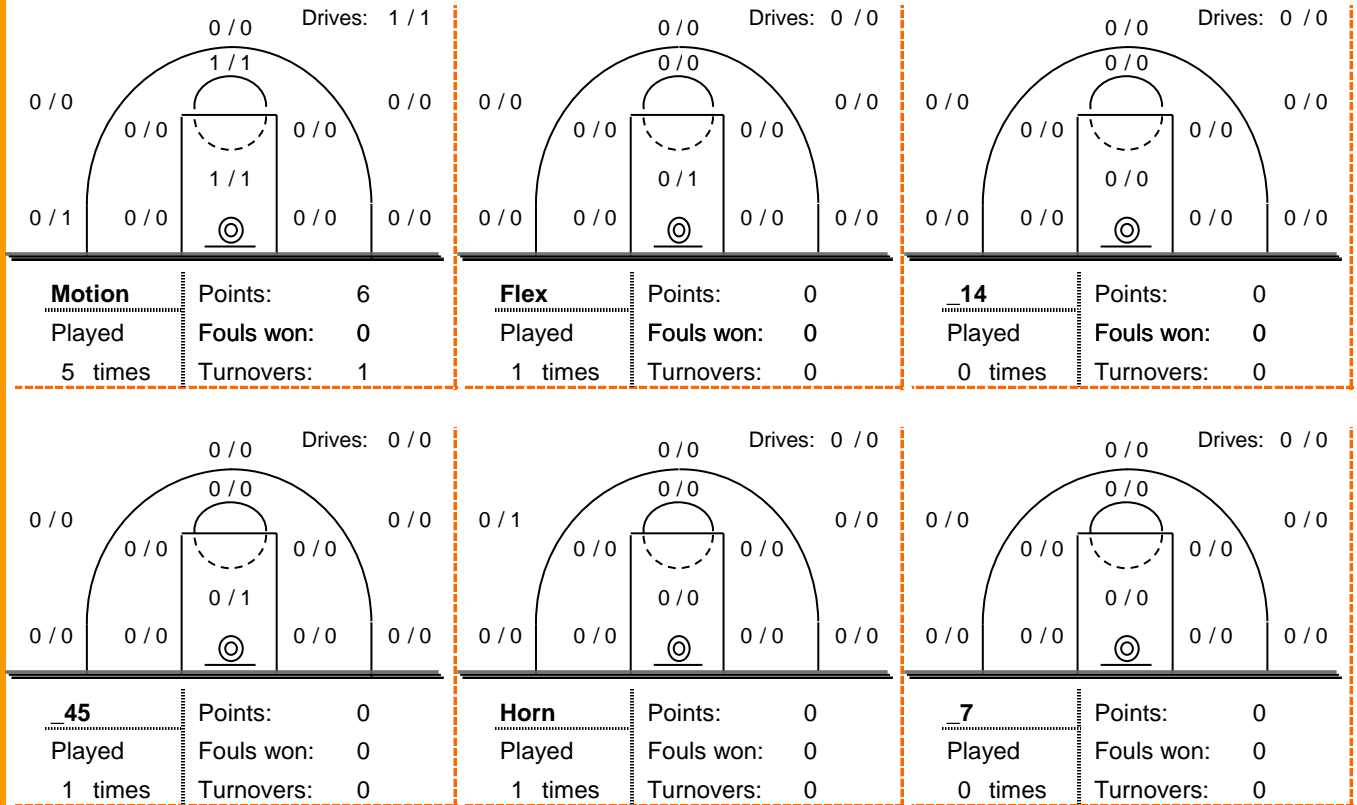 Drives: 1 / 1
0 / 0
1 / 1
0 / 0 0 / 0
0 / 0 0 / 0
1 / 1
0 / 1 0 / 0 0 / 0 0 / 0
Motion Points: 6
Played Fouls won: 0
5 times Turnovers: 1
Drives: 0 / 0
0 / 0
0 / 0
0 / 0 0 / 0
0 / 0 0 / 0
0 / 1
0 / 0 0 / 0 0 / 0 0 / 0
Flex Points: 0
Played Fouls won: 0
1 times Turnovers: 0
Drives: 0 / 0
0 / 0
0 / 0
0 / 0 0 / 0
0 / 0 0 / 0
0 / 0
0 / 0 0 / 0 0 / 0 0 / 0
_14 Points: 0
Played Fouls won: 0
0 times Turnovers: 0
Drives: 0 / 0
0 / 0
0 / 0
0 / 0 0 / 0
0 / 0 0 / 0
0 / 1
0 / 0 0 / 0 0 / 0 0 / 0
_45 Points: 0
Played Fouls won: 0
1 times Turnovers: 0
Drives: 0 / 0
0 / 0
0 / 0
0 / 1 0 / 0
0 / 0 0 / 0
0 / 0
0 / 0 0 / 0 0 / 0 0 / 0
Horn Points: 0
Played Fouls won: 0
1 times Turnovers: 0
Drives: 0 / 0
0 / 0
0 / 0
0 / 0 0 / 0
0 / 0 0 / 0
0 / 0
0 / 0 0 / 0 0 / 0 0 / 0
_7 Points: 0
Played Fouls won: 0
0 times Turnovers: 0